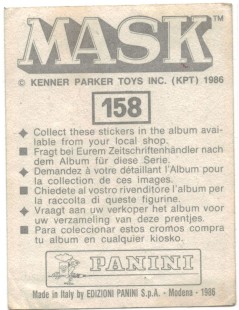 MASK™
© KENNER PARKER TOYS INC. (KPT) 1986
158
◆ Collect these stickers in the album avai-
lable from your local shop.
■ Fragt bei Eurem Zeitschriftenhändler nach
dem Album für diese Serie.
◆ Demandez à votre détaillant l'Album pour
la collection de ces images.
■ Chiedete al vostro rivenditore l'album per
la raccolta di queste figurine.
◆ Vraagt aan uw verkoper het album voor
uw verzameling van deze prentjes.
■ Para coleccionar estos cromos compra
tu album en cualquier kiosko.
PANINI
Made in Italy by EDIZIONI PANINI S.p.A. - Modena - 1986